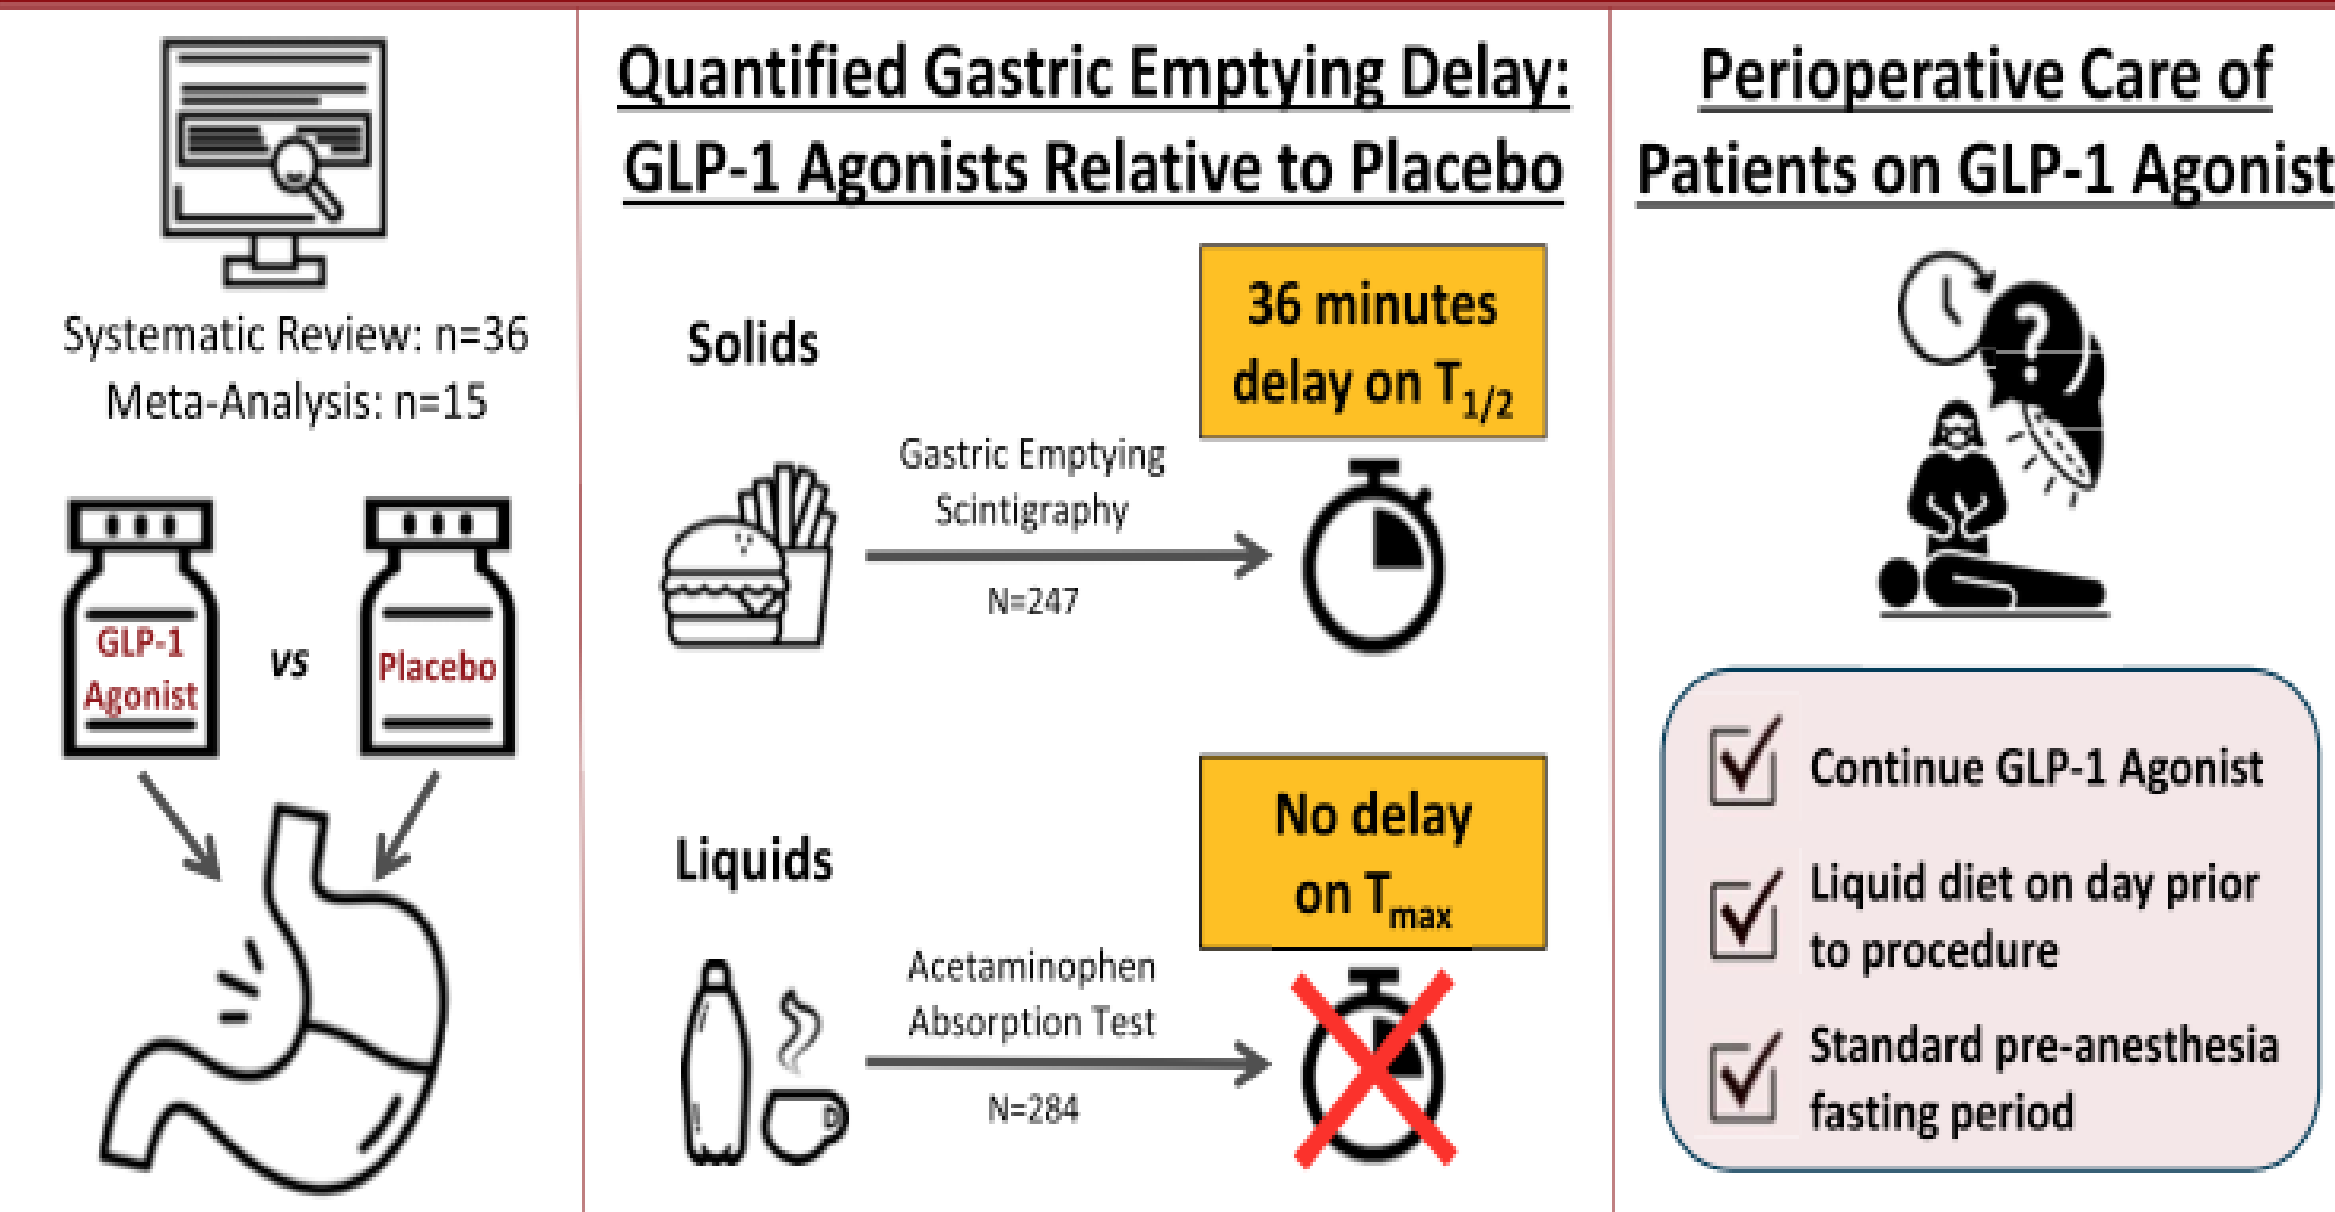 Systematic Review: n=36
Meta-Analysis: n=15
GLP-1
Agonist
vs
Placebo
Quantified Gastric Emptying Delay:
GLP-1 Agonists Relative to Placebo
Solids
36 minutes
delay on T1/2
Gastric Emptying
Scintigraphy
N=247
Liquids
No delay
on Tmax
Acetaminophen
Absorption Test
N=284
Perioperative Care of
Patients on GLP-1 Agonist
?
Continue GLP-1 Agonist
Liquid diet on day prior
to procedure
Standard pre-anesthesia
fasting period